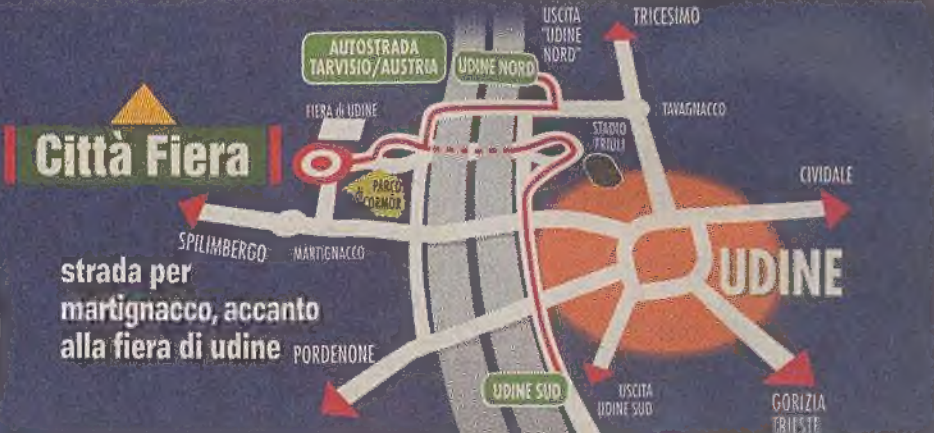 USCITA
"UDINE
NORD"
TRICESIMO
AUTOSTRADA
TARVISIO/AUSTRIA
UDINE NORD
FIERA di UDINE
TAVAGNACCO
STADIO
FRIULI
Città Fiera
PARCO
di CORMÔR
CIVIDALE
SPILIMBERGO
MARTIGNACCO
UDINE
strada per
martignacco, accanto
alla fiera di udine
PORDENONE
UDINE SUD
USCITA
UDINE SUD
GORIZIA
TRIESTE